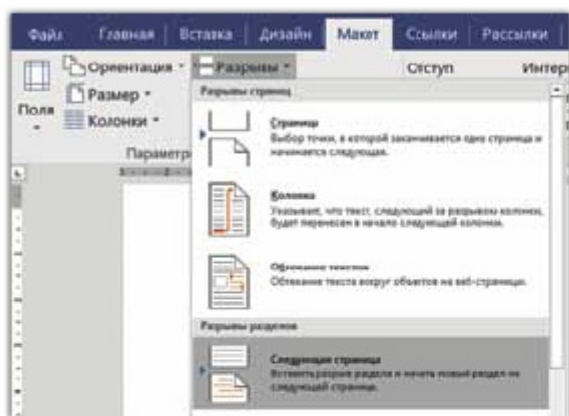 Файл Главная Вставка Дизайн Макет Ссылки Рассылки
Поля
Ориентация
Размер
Колонки
Разрывы
Отступ
Параметр
Разрывы страниц
Страница
Выбор точки, в которой заканчивается одна страница и
начинается следующая.
Колонка
Указывает, что текст, следующий за разрывом колонки,
будет перенесен в начало следующей колонки.
Обтекание текстом
Обтекание текста вокруг объектов на веб-странице.
Разрывы разделов
Следующая страница
Вставить разрыв раздела и начать новый раздел на
следующей странице.